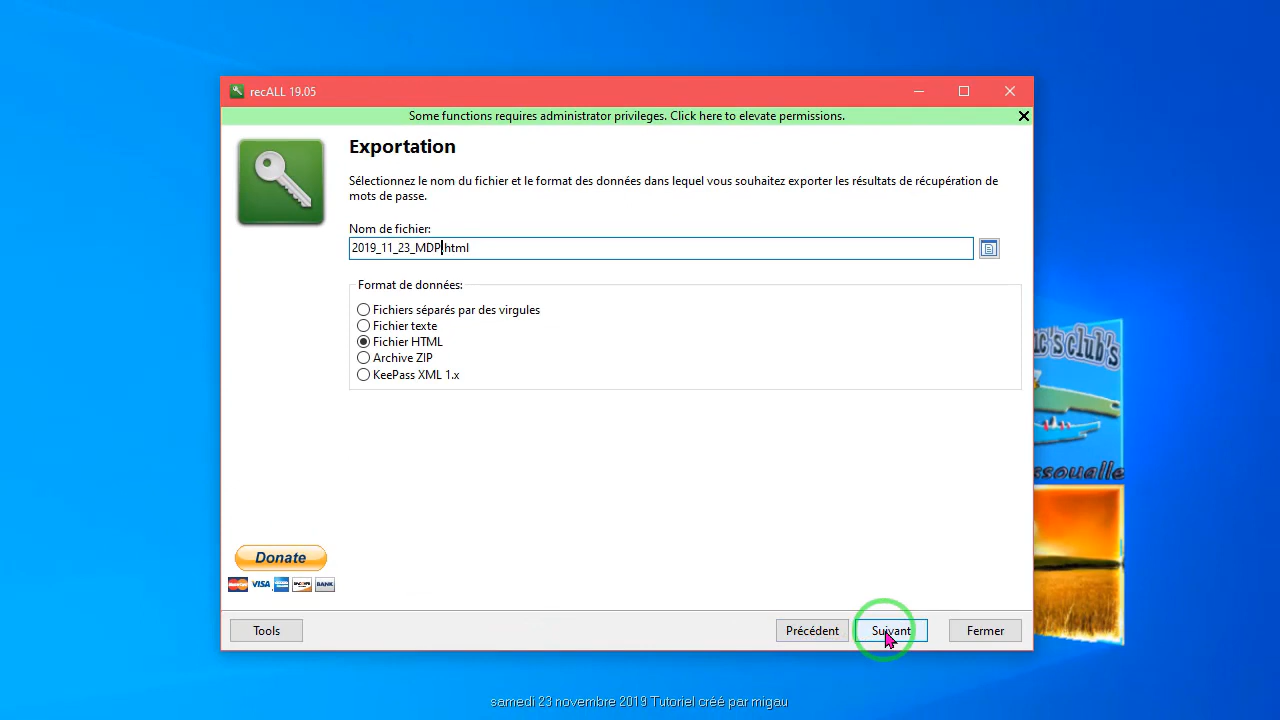 recALL 19.05
Some functions requires administrator privileges. Click here to elevate permissions.
Exportation
Sélectionnez le nom du fichier et le format des données dans lequel vous souhaitez exporter les résultats de récupération de
mots de passe.
Nom de fichier:
2019_11_23_MDP.html
Format de données:
Fichiers séparés par des virgules
Fichier texte
Fichier HTML
Archive ZIP
KeePass XML 1.x
Donate
VISA
BANK
Tools
Précédent
Suivant
Fermer
samedi 23 novembre 2019 Tutoriel créé par migau